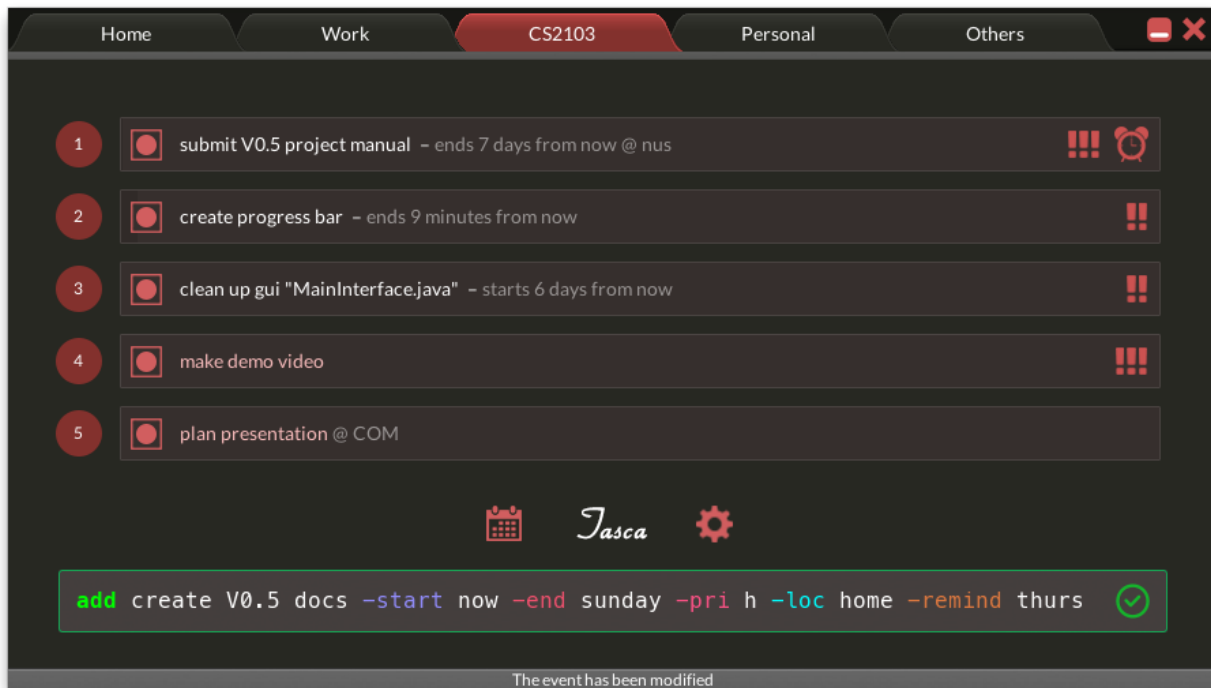 Home Work CS2103 Personal Others
1 submit V0.5 project manual – ends 7 days from now @ nus !!!
2 create progress bar – ends 9 minutes from now !!
3 clean up gui "MainInterface.java" – starts 6 days from now !!
4 make demo video !!!
5 plan presentation @ COM
Tasca
add create V0.5 docs -start now -end sunday -pri h -loc home -remind thurs
The event has been modified